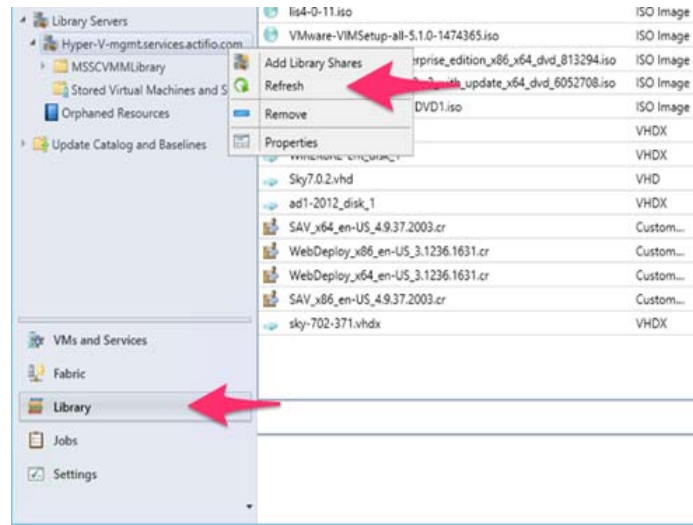 Library Servers
Hyper-V-mgmt.services.actifio.com
MSSCVMMLibrary
Stored Virtual Machines and S
Orphaned Resources
Update Catalog and Baselines
Add Library Shares
Refresh
Remove
Properties
lis4-0-11.iso ISO Image
VMware-VIMSetup-all-5.1.0-1474365.iso ISO Image
erprise_edition_x86_x64_dvd_813294.iso ISO Image
with_update_x64_dvd_6052708.iso ISO Image
DVD1.iso ISO Image
VHDX
VHDX
Sky7.0.2.vhd VHD
ad1-2012_disk_1 VHDX
SAV_x64_en-US_4.9.37.2003.cr Custom...
WebDeploy_x86_en-US_3.1236.1631.cr Custom...
WebDeploy_x64_en-US_3.1236.1631.cr Custom...
SAV_x86_en-US_4.9.37.2003.cr Custom...
sky-702-371.vhdx VHDX
VMs and Services
Fabric
Library
Jobs
Settings